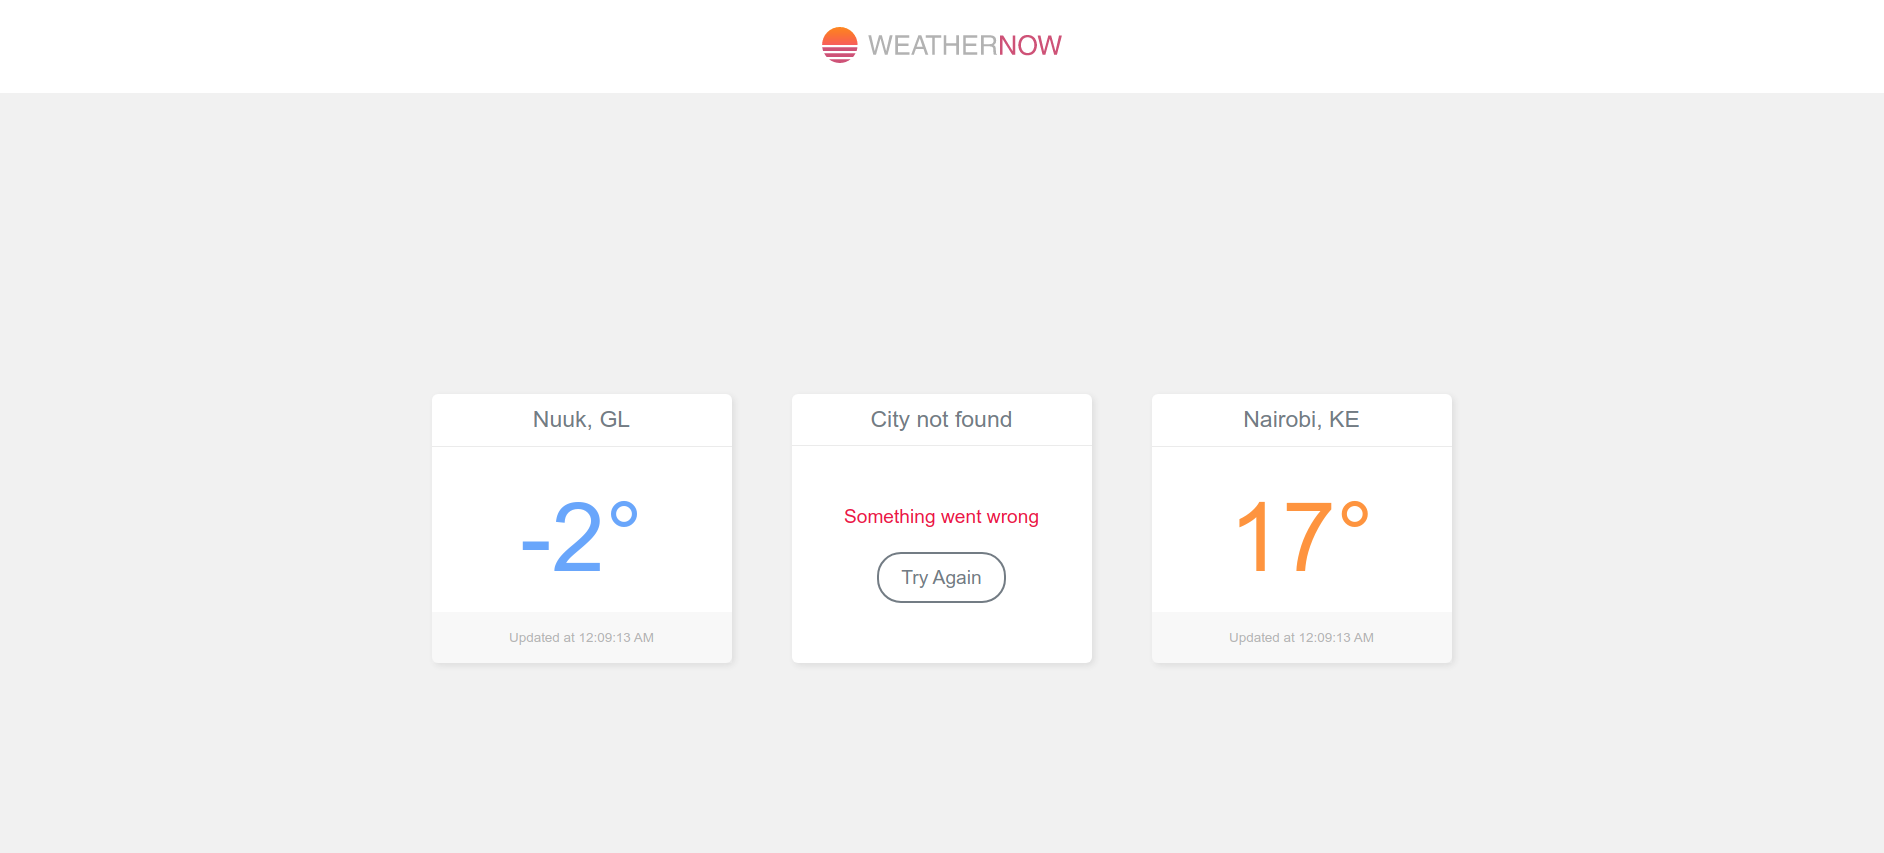 WEATHERNOW
Nuuk, GL
-2°
Updated at 12:09:13 AM
City not found
Something went wrong
Try Again
Nairobi, KE
17°
Updated at 12:09:13 AM